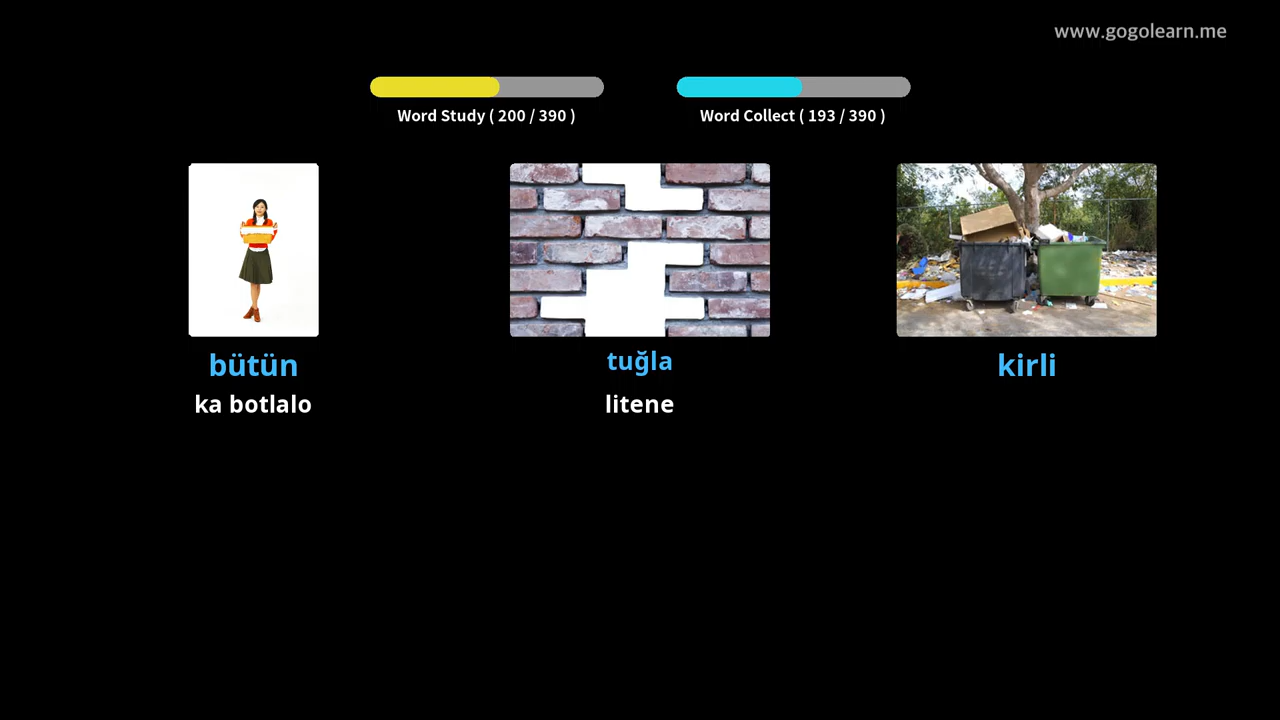 www.gogolearn.me
Word Study ( 200 / 390 )
Word Collect ( 193 / 390 )
bütün
ka botlalo
tuğla
litene
kirli